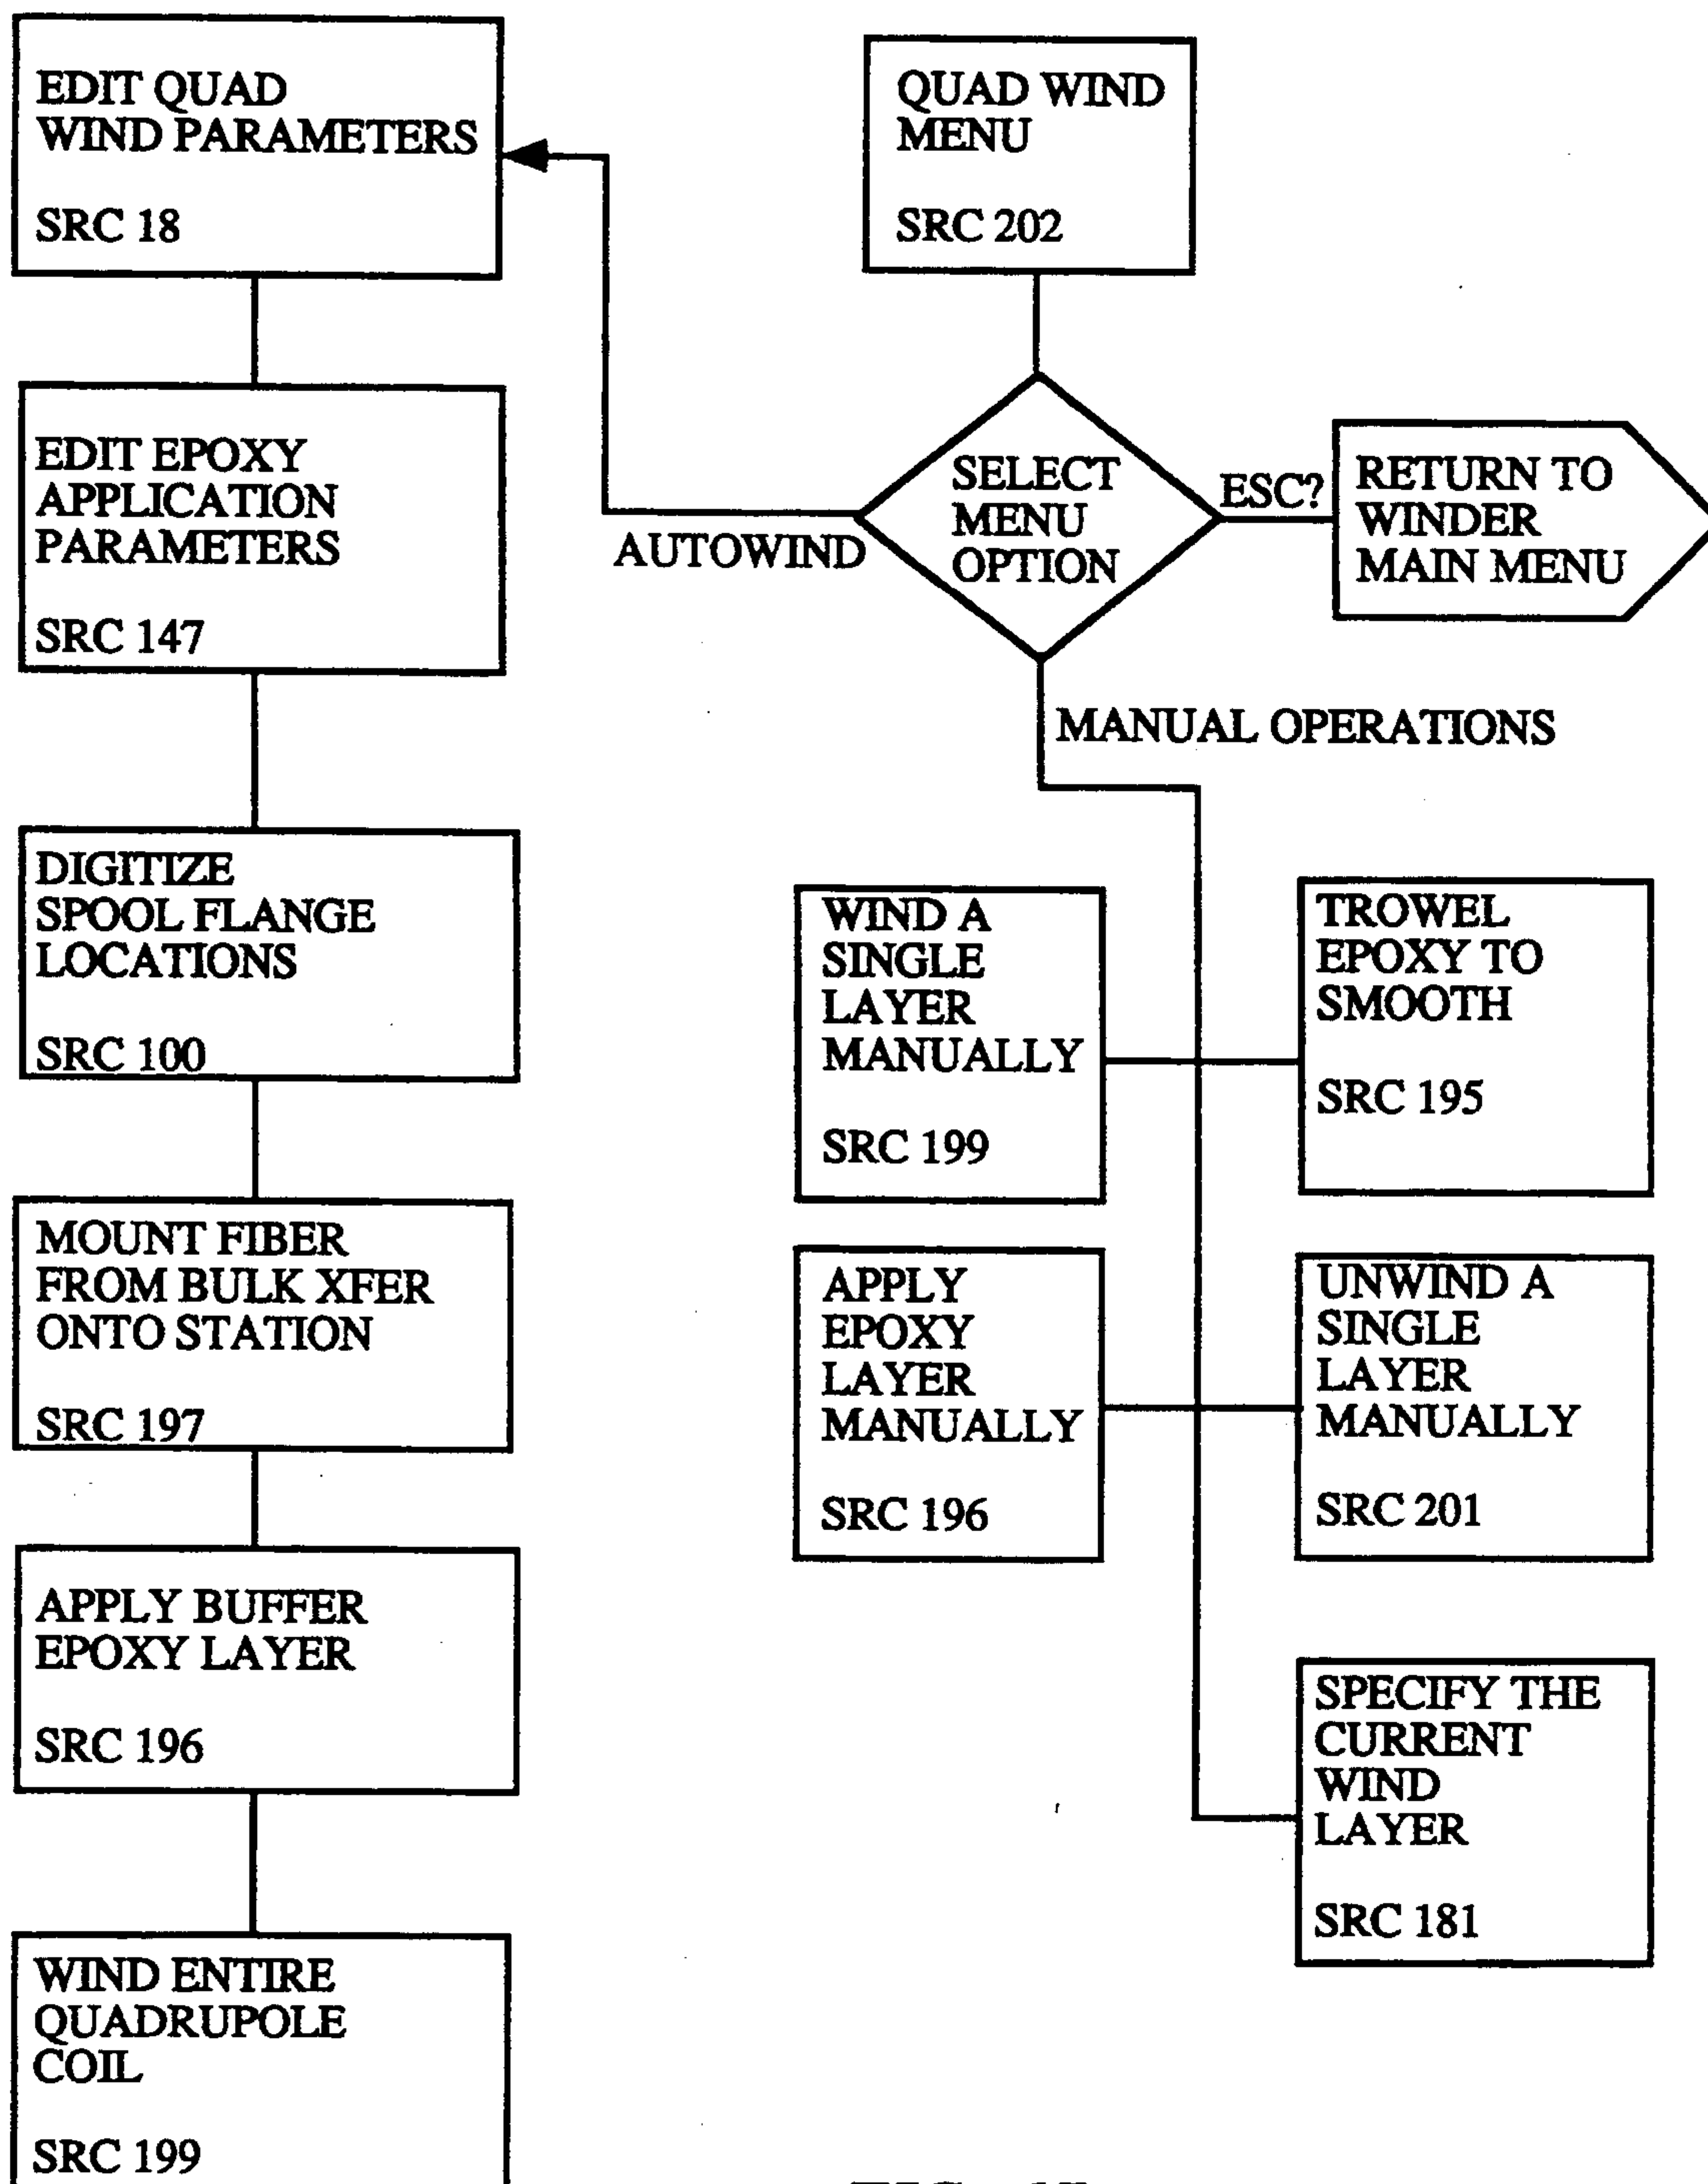 EDIT QUAD
WIND PARAMETERS
SRC 18
EDIT EPOXY
APPLICATION
PARAMETERS
SRC 147
DIGITIZE
SPOOL FLANGE
LOCATIONS
SRC 100
MOUNT FIBER
FROM BULK XFER
ONTO STATION
SRC 197
APPLY BUFFER
EPOXY LAYER
SRC 196
WIND ENTIRE
QUADRUPOLE
COIL
SRC 199
QUAD WIND
MENU
SRC 202
SELECT
MENU
OPTION
AUTOWIND
ESC?
RETURN TO
WINDER
MAIN MENU
MANUAL OPERATIONS
WIND A
SINGLE
LAYER
MANUALLY
SRC 199
TROWEL
EPOXY TO
SMOOTH
SRC 195
APPLY
EPOXY
LAYER
MANUALLY
SRC 196
UNWIND A
SINGLE
LAYER
MANUALLY
SRC 201
SPECIFY THE
CURRENT
WIND
LAYER
SRC 181